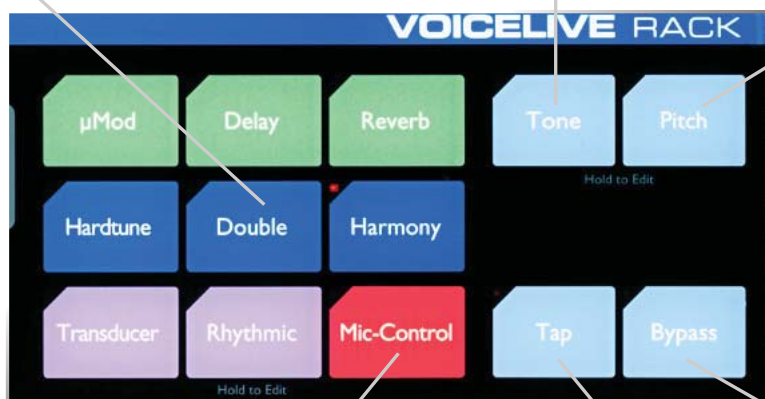 VOICELIVE RACK
µMod Delay Reverb Tone Pitch
Hold to Edit
Hardtune Double Harmony
Transducer Rhythmic Mic-Control Tap Bypass
Hold to Edit